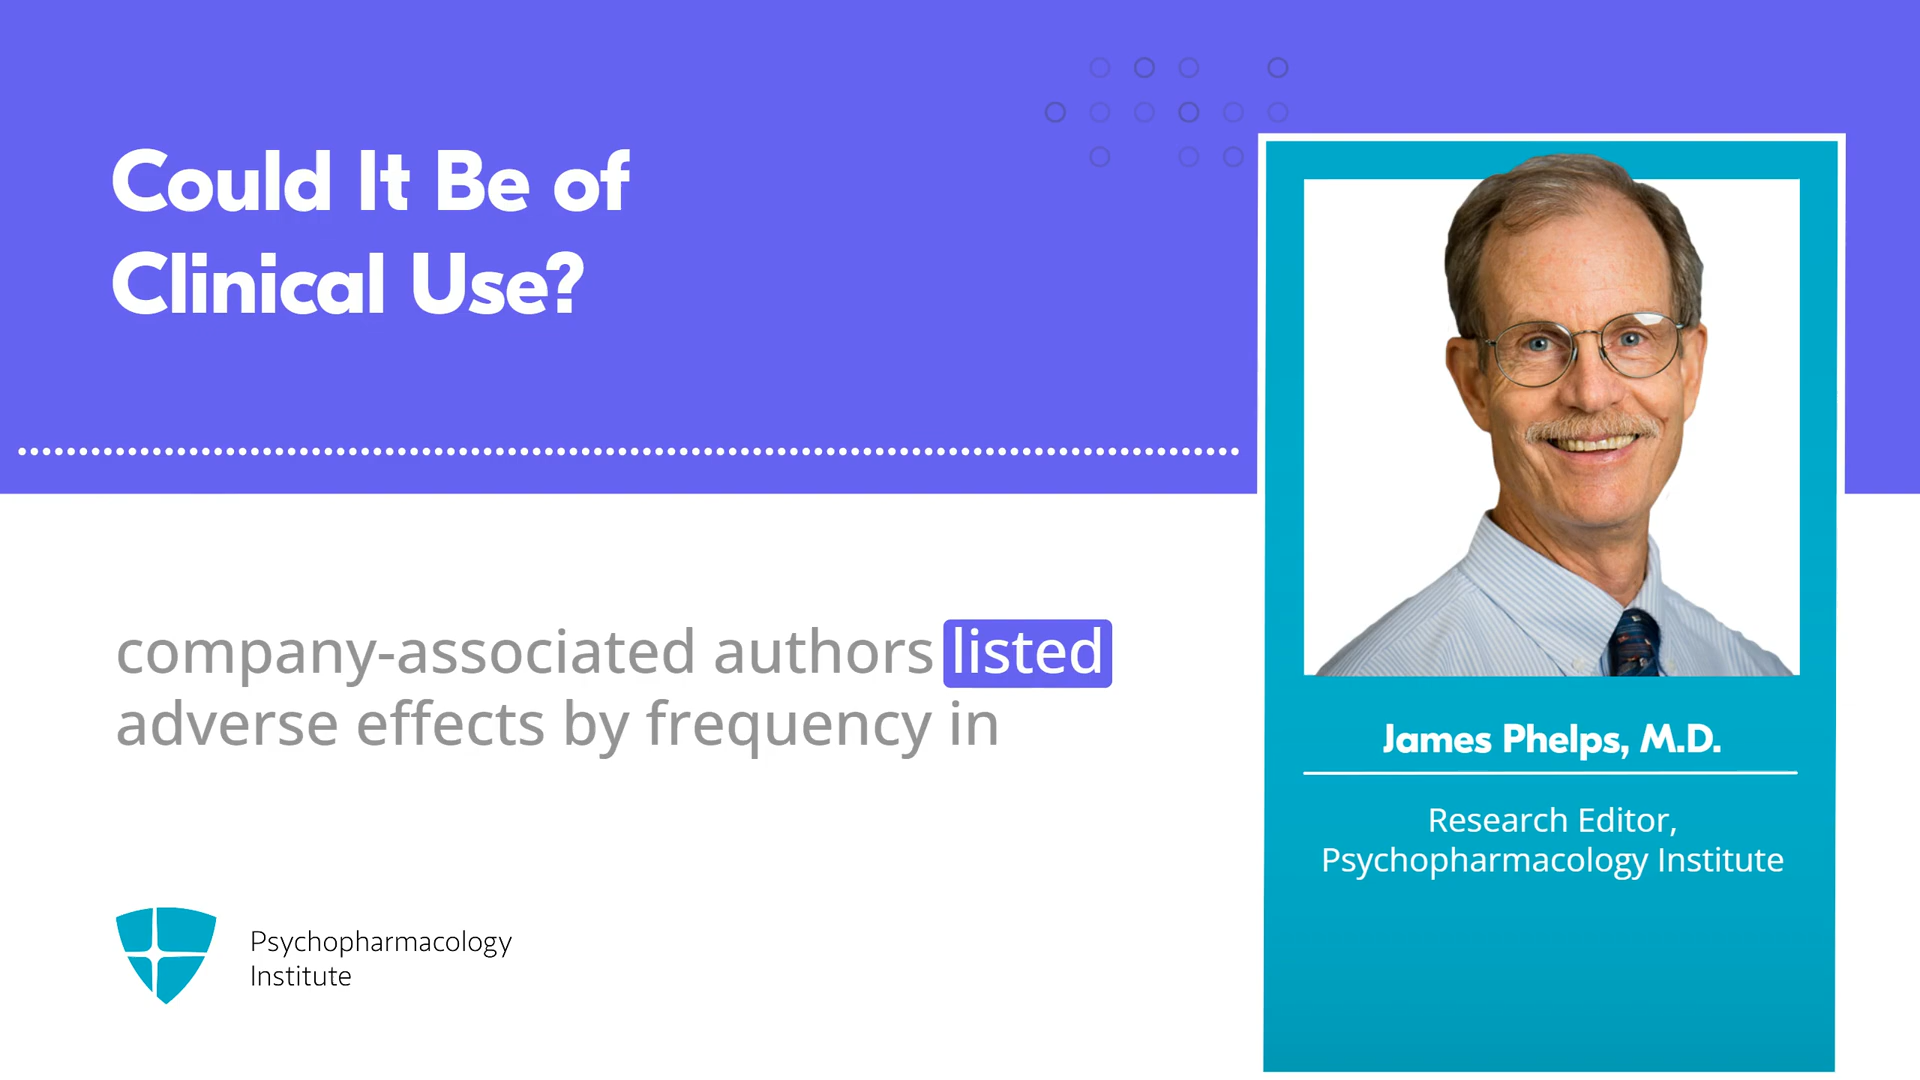 Could It Be of
Clinical Use?
company-associated authors listed
adverse effects by frequency in
Psychopharmacology
Institute
James Phelps, M.D.
Research Editor,
Psychopharmacology Institute